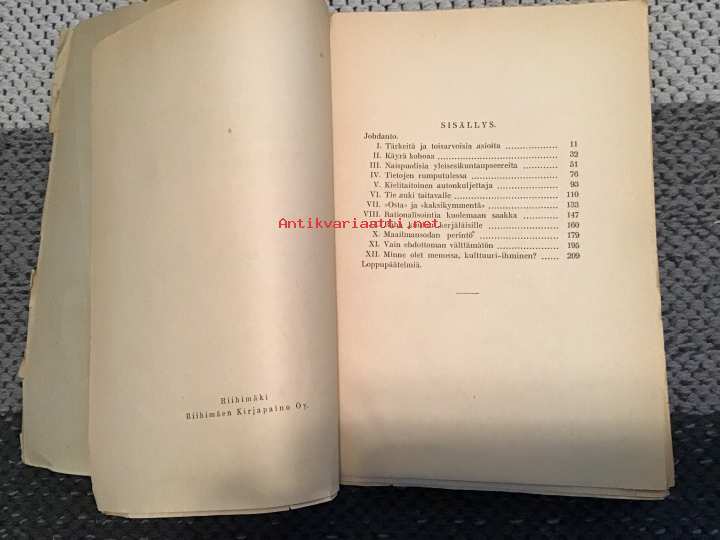 Riihimäki
Riihimäen Kirjapaino Oy.
SISÄLLYS.
Johdanto.
I. Tärkeitä ja toisarvoisia asioita 11
II. Käyrä kohoaa 32
III. Naispuolisia yleisesikuntaupseereita 51
IV. Tietojen rumputulessa 76
V. Kielitaitoinen autonkuljettaja 93
VI. Tie auki taivaalle 110
VII. »Osta» ja »kaksikymmentä» 133
VIII. Rationalisointia kuolemaan saakka 147
kerjäläisille 160
X. Maailmansodan perintö 179
XI. Vain ehdottoman välttämätön 195
XII. Minne olet menossa, kulttuuri-ihminen? 209
Loppupäätelmiä.
Antikvariaatti.net